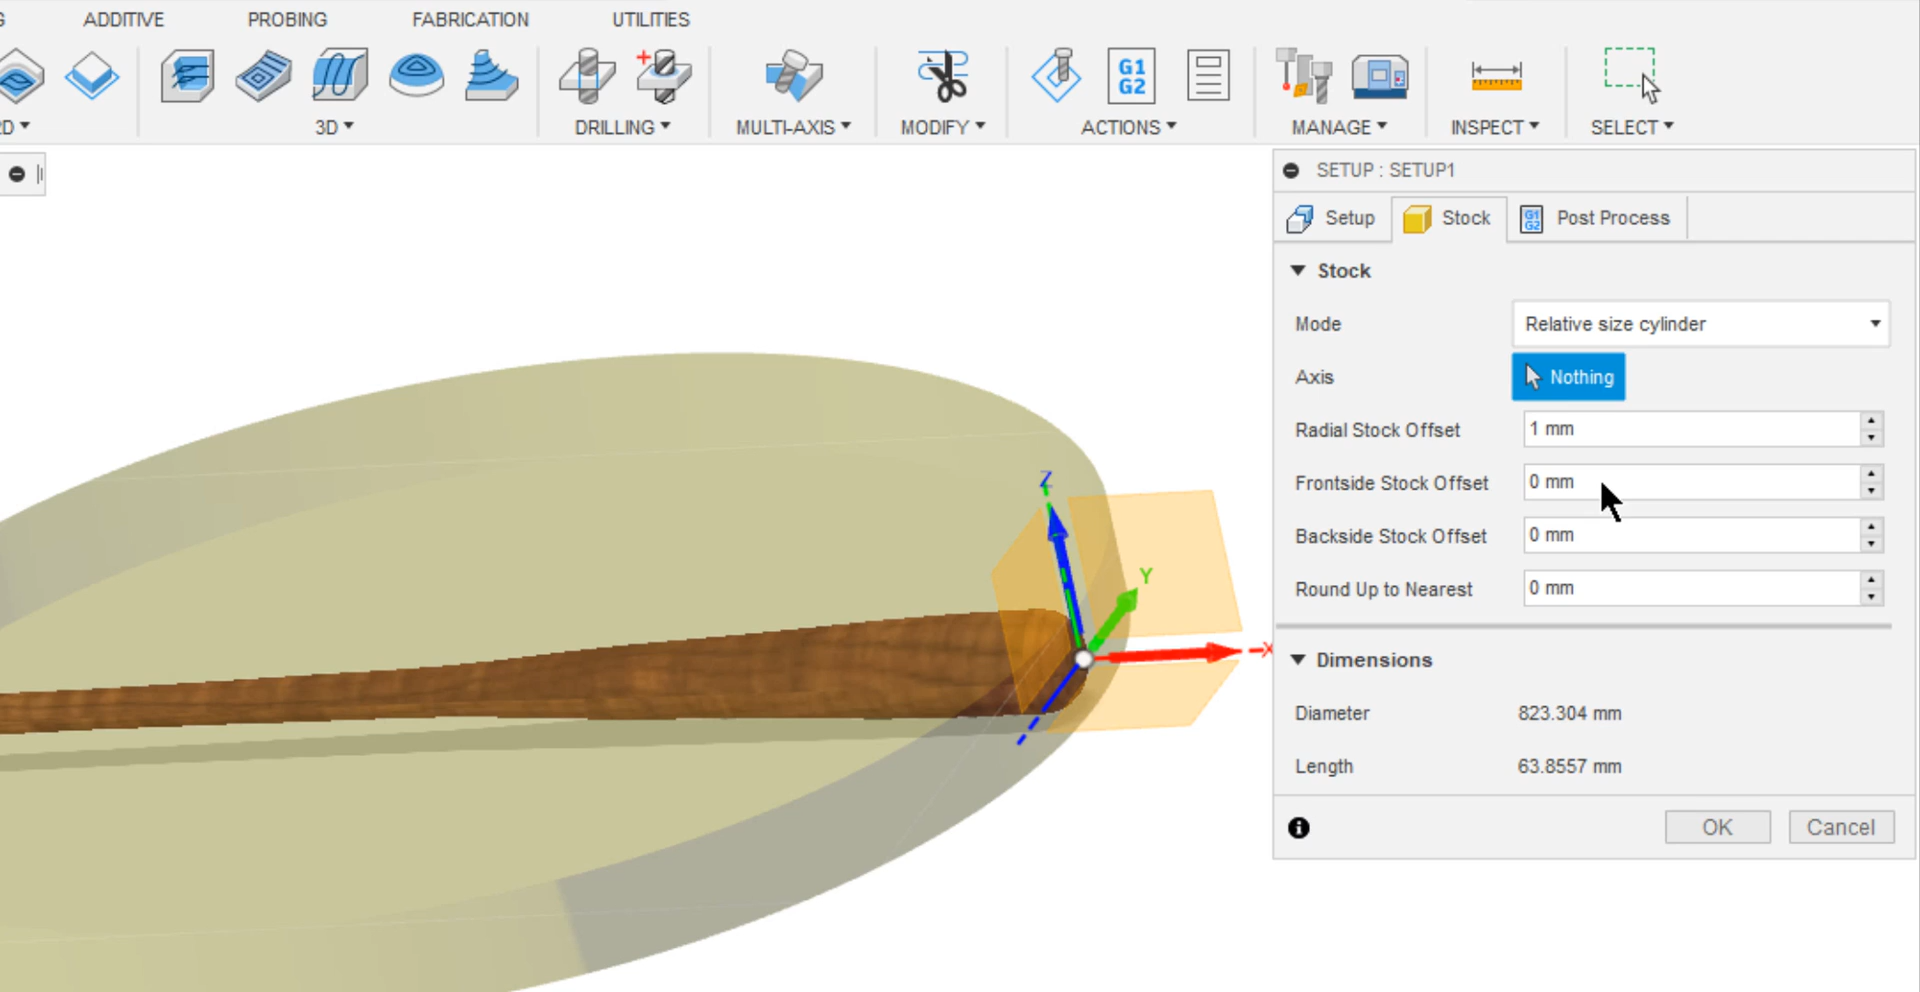 G ADDITIVE PROBING FABRICATION UTILITIES
G1
G2
2D 3D DRILLING MULTI-AXIS MODIFY ACTIONS MANAGE INSPECT SELECT
SETUP : SETUP1
Setup Stock G1 G2 Post Process
Stock
Mode Relative size cylinder
Axis Nothing
Radial Stock Offset 1 mm
Frontside Stock Offset 0 mm
Backside Stock Offset 0 mm
Round Up to Nearest 0 mm
Dimensions
Diameter 823.304 mm
Length 63.8557 mm
OK Cancel
Z
Y
X